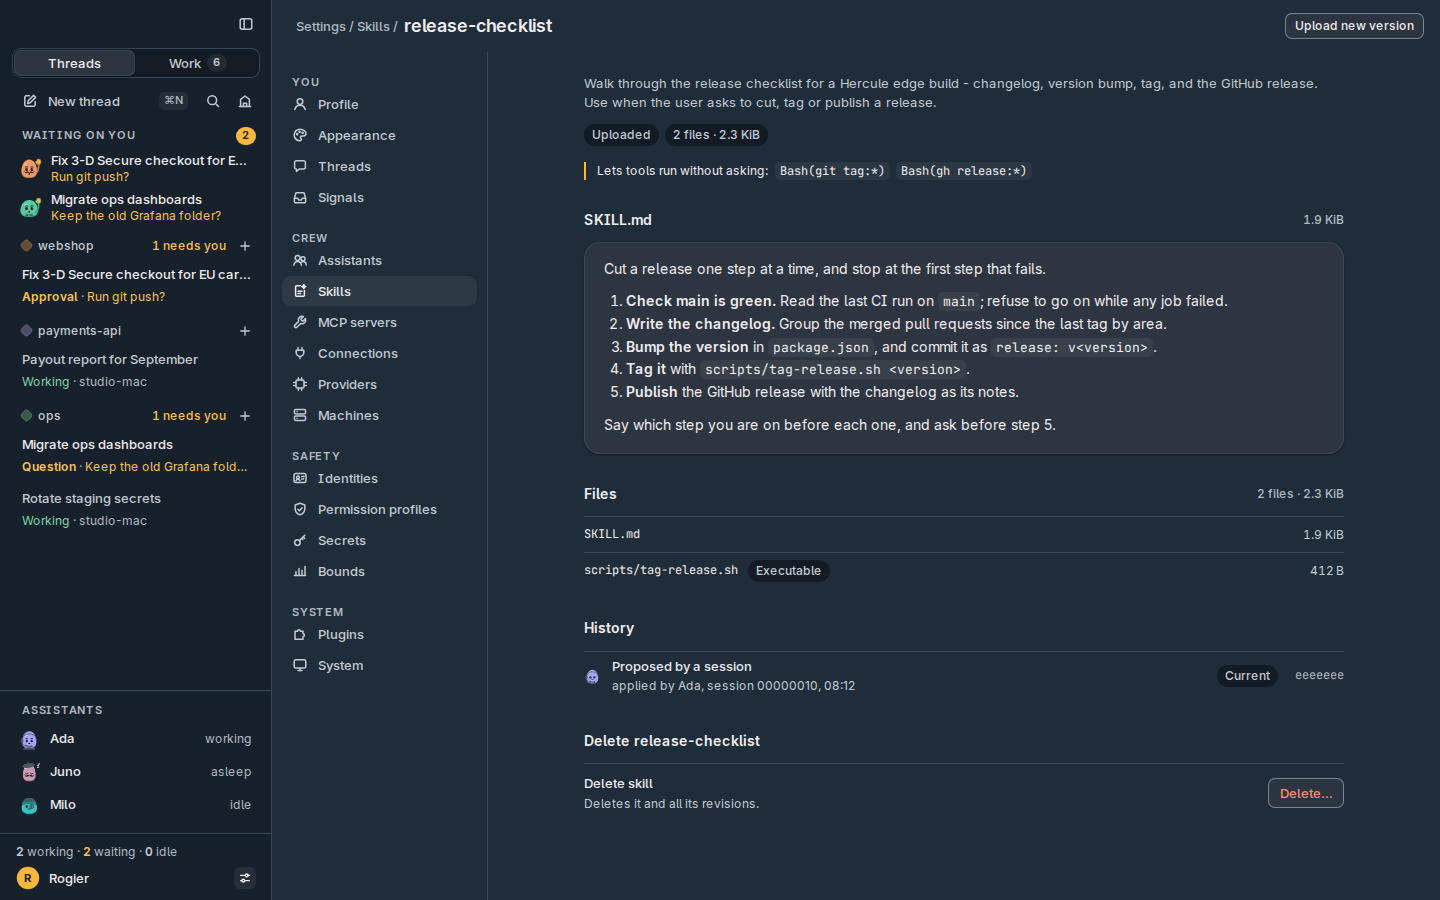 Threads
Work 6
New thread ⌘N
WAITING ON YOU 2
Fix 3-D Secure checkout for E...
Run git push?
Migrate ops dashboards
Keep the old Grafana folder?
webshop 1 needs you +
Fix 3-D Secure checkout for EU car...
Approval · Run git push?
payments-api +
Payout report for September
Working · studio-mac
ops 1 needs you +
Migrate ops dashboards
Question · Keep the old Grafana fold...
Rotate staging secrets
Working · studio-mac
ASSISTANTS
Ada working
Juno asleep
Milo idle
2 working · 2 waiting · 0 idle
R Rogier
Settings / Skills / release-checklist
Upload new version
YOU
Profile
Appearance
Threads
Signals
CREW
Assistants
Skills
MCP servers
Connections
Providers
Machines
SAFETY
Identities
Permission profiles
Secrets
Bounds
SYSTEM
Plugins
System
Walk through the release checklist for a Hercule edge build - changelog, version bump, tag, and the GitHub release.
Use when the user asks to cut, tag or publish a release.
Uploaded 2 files · 2.3 KiB
Lets tools run without asking: Bash(git tag:*) Bash(gh release:*)
SKILL.md 1.9 KiB
Cut a release one step at a time, and stop at the first step that fails.
1. Check main is green. Read the last CI run on main; refuse to go on while any job failed.
2. Write the changelog. Group the merged pull requests since the last tag by area.
3. Bump the version in package.json, and commit it as release: v<version>.
4. Tag it with scripts/tag-release.sh <version>.
5. Publish the GitHub release with the changelog as its notes.
Say which step you are on before each one, and ask before step 5.
Files 2 files · 2.3 KiB
SKILL.md 1.9 KiB
scripts/tag-release.sh Executable 412 B
History
Proposed by a session
applied by Ada, session 00000010, 08:12
Current eeeeeee
Delete release-checklist
Delete skill
Deletes it and all its revisions.
Delete...